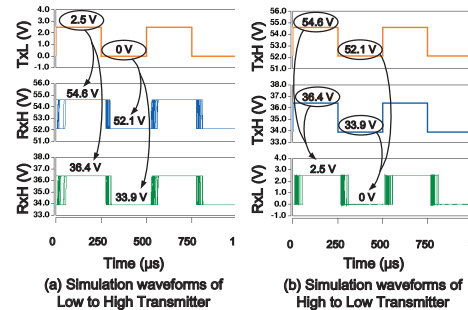 TxL (V)
4.0
3.0
2.0
1.0
0.0
-1.0
2.5 V
0 V
54.6 V
RxH (V)
56.0
55.0
54.0
53.0
52.0
51.0
52.1 V
36.4 V
RxH (V)
38.0
37.0
36.0
35.0
34.0
33.0
33.9 V
0 250 500 750 1
Time (μs)
(a) Simulation waveforms of
Low to High Transmitter
TxH (V)
56.0
55.0
54.0
53.0
52.0
51.0
54.6 V
52.1 V
TxH (V)
38.0
37.0
36.0
35.0
34.0
33.0
36.4 V
33.9 V
2.5 V
RxL (V)
4.0
3.0
2.0
1.0
0.0
-1.0
0 V
0 250 500 750
Time (μs)
(b) Simulation waveforms of
High to Low Transmitter